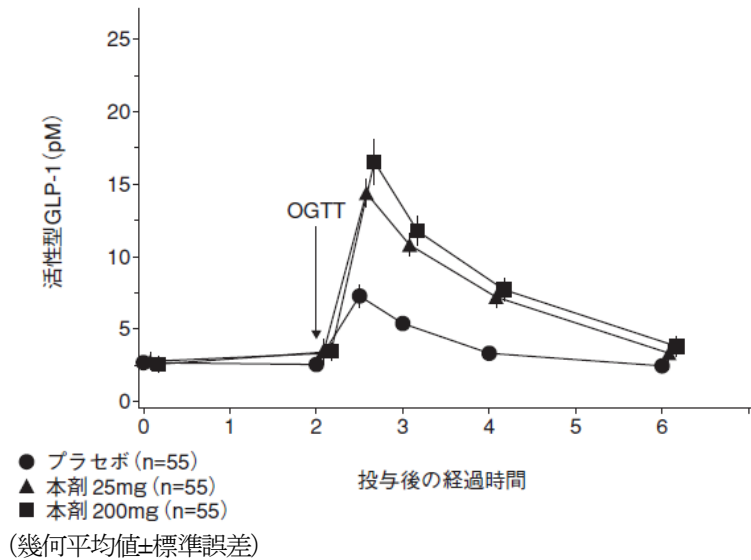 活性型GLP-1(pM)
25
20
15
10
5
0
OGTT
0 1 2 3 4 5 6
投与後の経過時間
● プラセボ(n=55)
▲ 本剤 25mg(n=55)
■ 本剤 200mg(n=55)
(幾何平均値±標準誤差)